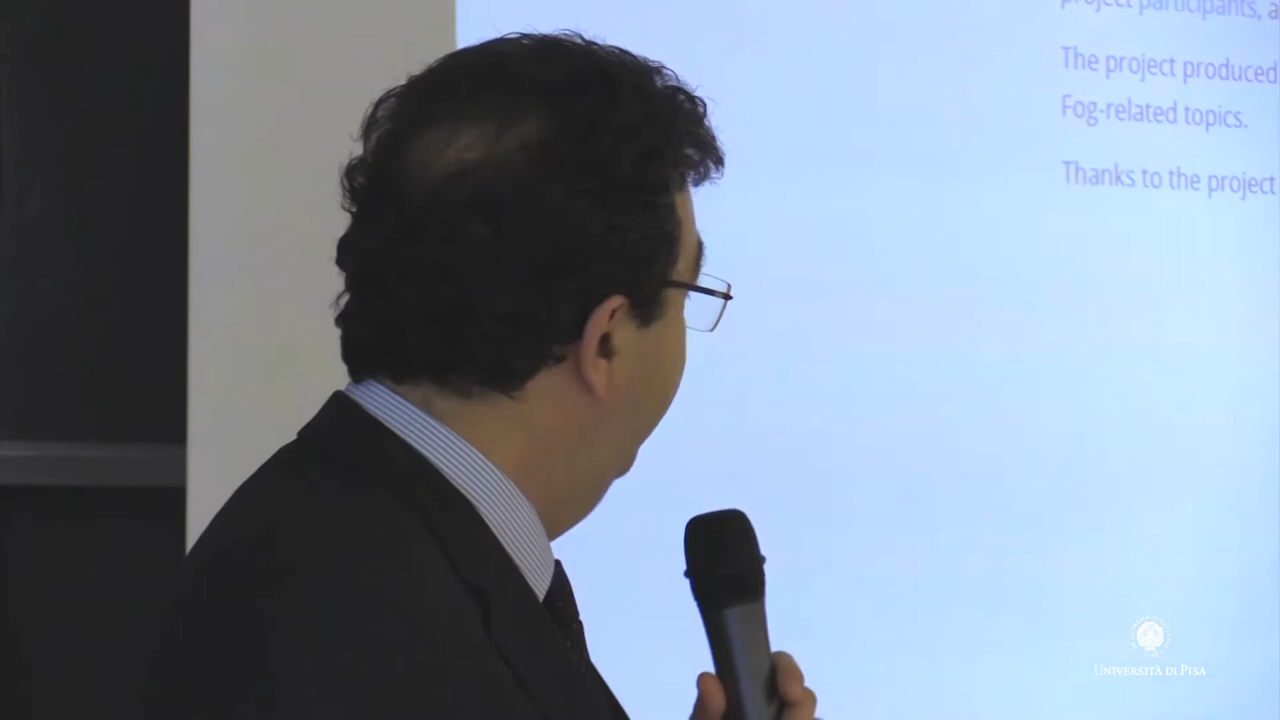 project participants, a
The project produced
Fog-related topics.
Thanks to the project
UNIVERSITÀ DI PISA